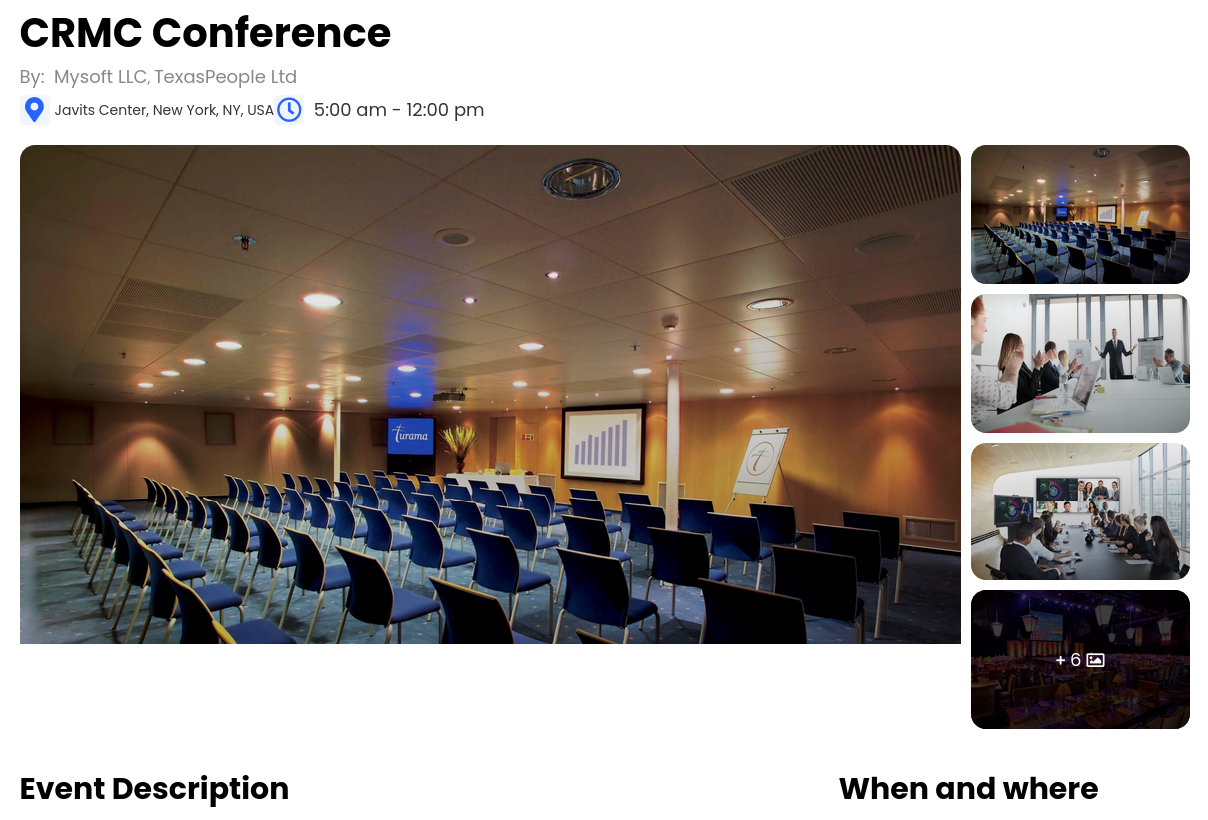 CRMC Conference
By: Mysoft LLC, TexasPeople Ltd
Javits Center, New York, NY, USA 5:00 am - 12:00 pm
turama
t
+ 6
Event Description
When and where